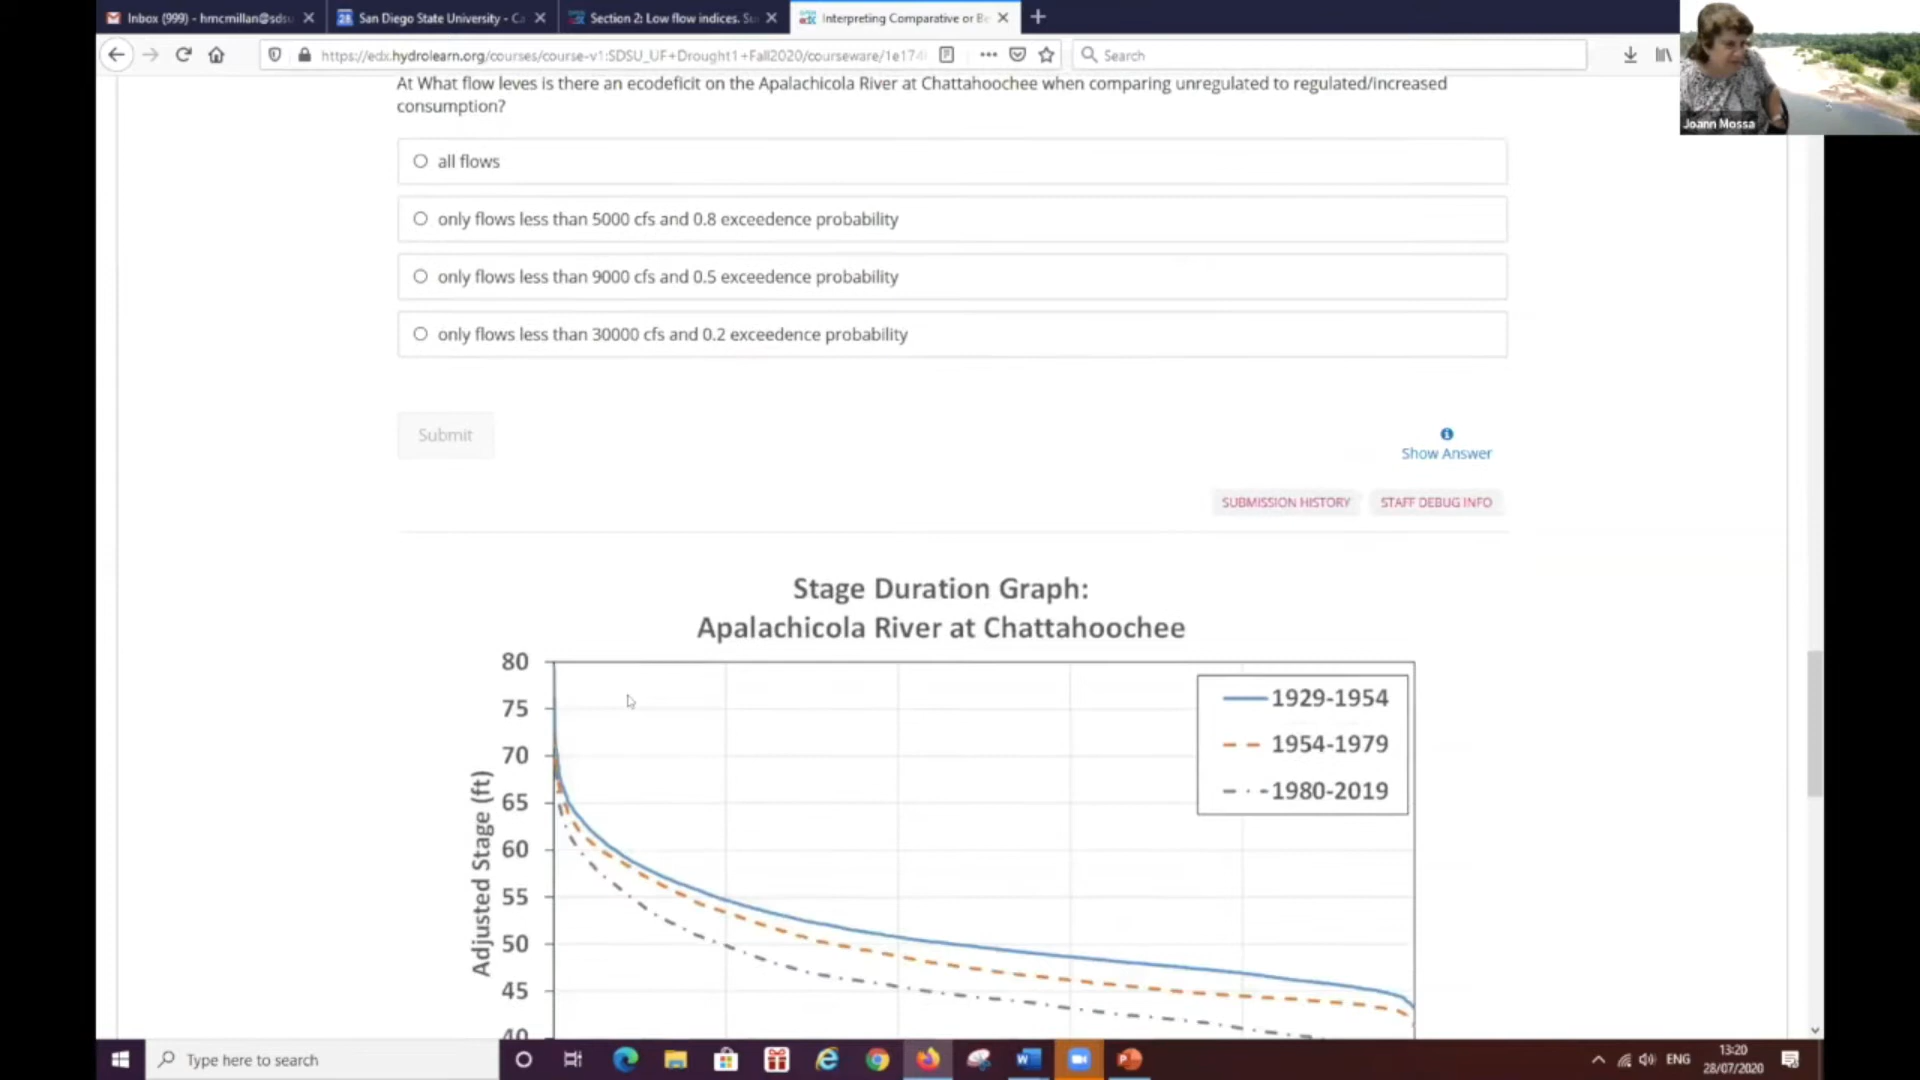 Inbox (999) - hmcmillan@sdsu
San Diego State University - Ca
Section 2: Low flow indices. Su
Interpreting Comparative or Be
https://edx.hydrolearn.org/courses/course-v1:SDSU_UF+Drought1+Fall2020/courseware/1e174
Search
Joann Mossa
At What flow leves is there an ecodeficit on the Apalachicola River at Chattahoochee when comparing unregulated to regulated/increased
consumption?
all flows
only flows less than 5000 cfs and 0.8 exceedence probability
only flows less than 9000 cfs and 0.5 exceedence probability
only flows less than 30000 cfs and 0.2 exceedence probability
Submit
Show Answer
SUBMISSION HISTORY
STAFF DEBUG INFO
Stage Duration Graph:
Apalachicola River at Chattahoochee
80
75
70
65
60
55
50
45
40
Adjusted Stage (ft)
1929-1954
1954-1979
1980-2019
Type here to search
ENG
13:20
28/07/2020